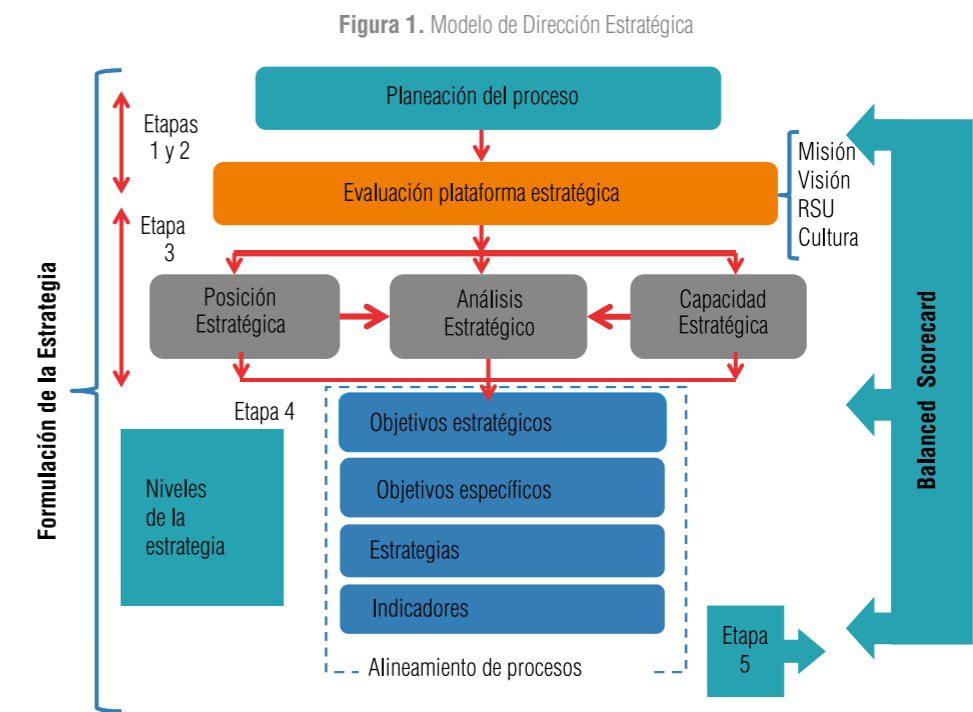 Figura 1. Modelo de Dirección Estratégica
Planeación del proceso
Etapas
1 y 2
Evaluación plataforma estratégica
Misión
Visión
RSU
Cultura
Etapa
3
Posición
Estratégica
Análisis
Estratégico
Capacidad
Estratégica
Formulación de la Estrategia
Balanced Scorecard
Etapa 4
Niveles
de la
estrategia
Objetivos estratégicos
Objetivos específicos
Estrategias
Indicadores
Alineamiento de procesos
Etapa
5